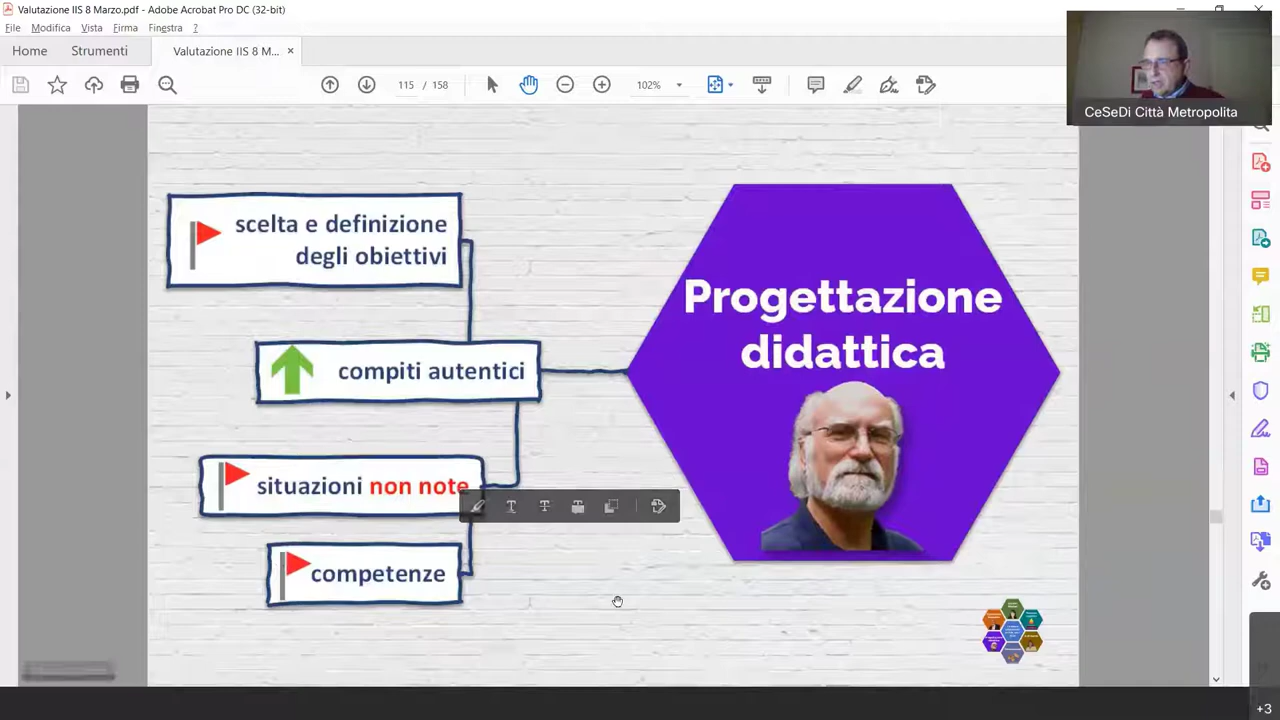 Valutazione IIS 8 Marzo.pdf - Adobe Acrobat Pro DC (32-bit)
File Modifica Vista Firma Finestra ?
Home Strumenti Valutazione IIS 8 M... ×
115 / 158 102%
CeSeDi Città Metropolita
scelta e definizione
degli obiettivi
Progettazione
didattica
compiti autentici
situazioni non note
competenze
+3